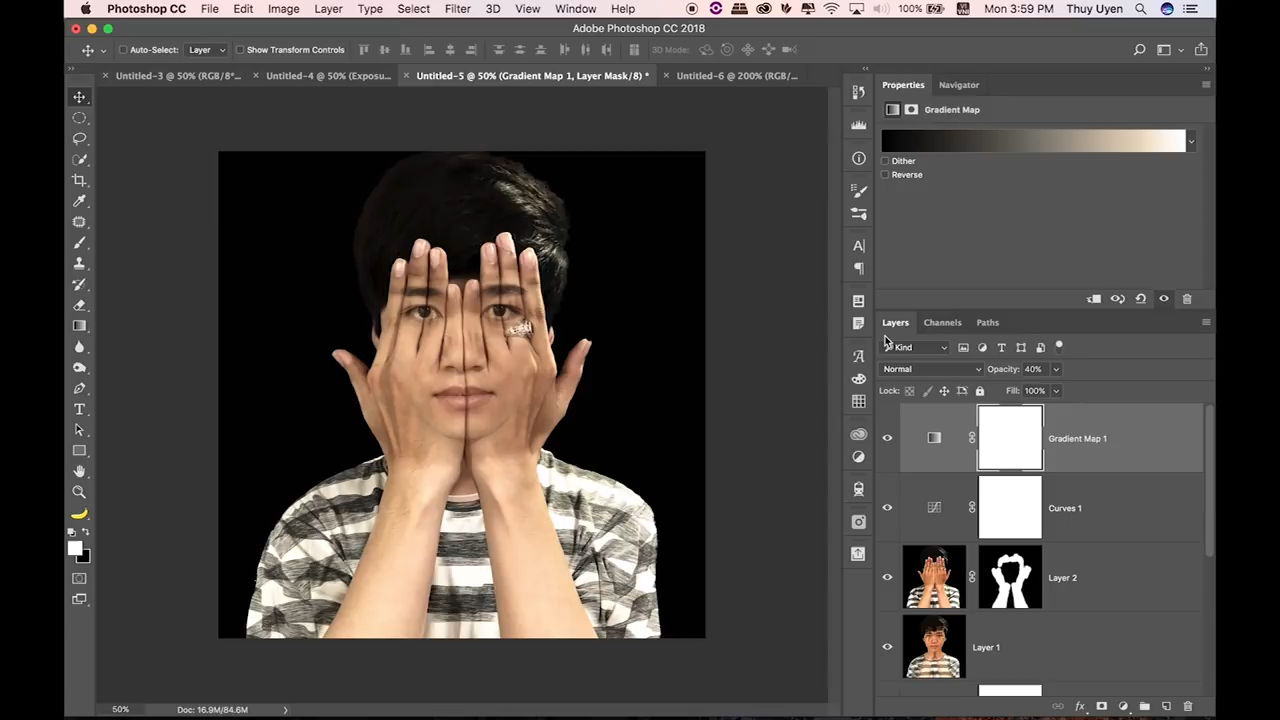 Photoshop CC File Edit Image Layer Type Select Filter 3D View Window Help 100% VNI Mon 3:59 PM Thuy Uyen
Adobe Photoshop CC 2018
Auto-Select: Layer Show Transform Controls 3D Mode:
Untitled-3 @ 50% (RGB/8*... Untitled-4 @ 50% (Exposu... Untitled-5 @ 50% (Gradient Map 1, Layer Mask/8) * Untitled-6 @ 200% (RGB/...
Properties Navigator
Gradient Map
Dither
Reverse
Layers Channels Paths
Kind
Normal Opacity: 40%
Lock: Fill: 100%
Gradient Map 1
Curves 1
Layer 2
Layer 1
50% Doc: 16.9M/84.6M